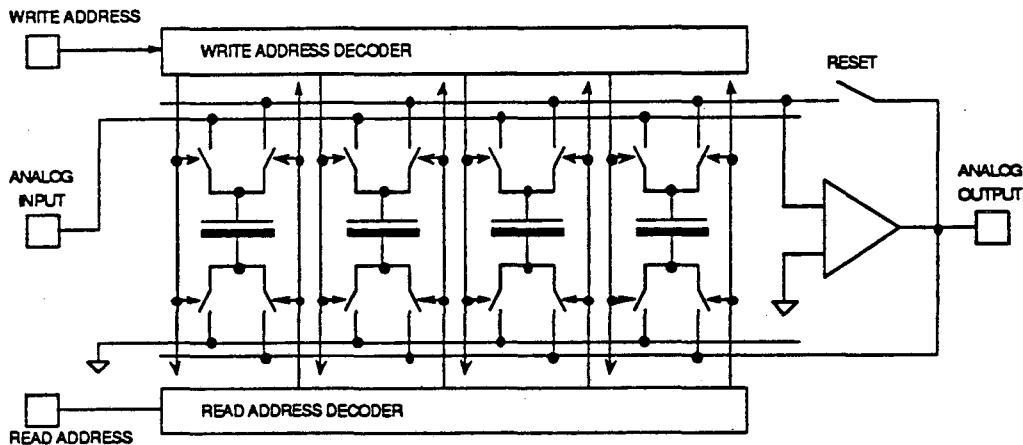 WRITE ADDRESS
WRITE ADDRESS DECODER
RESET
ANALOG
INPUT
ANALOG
OUTPUT
READ ADDRESS DECODER
READ ADDRESS